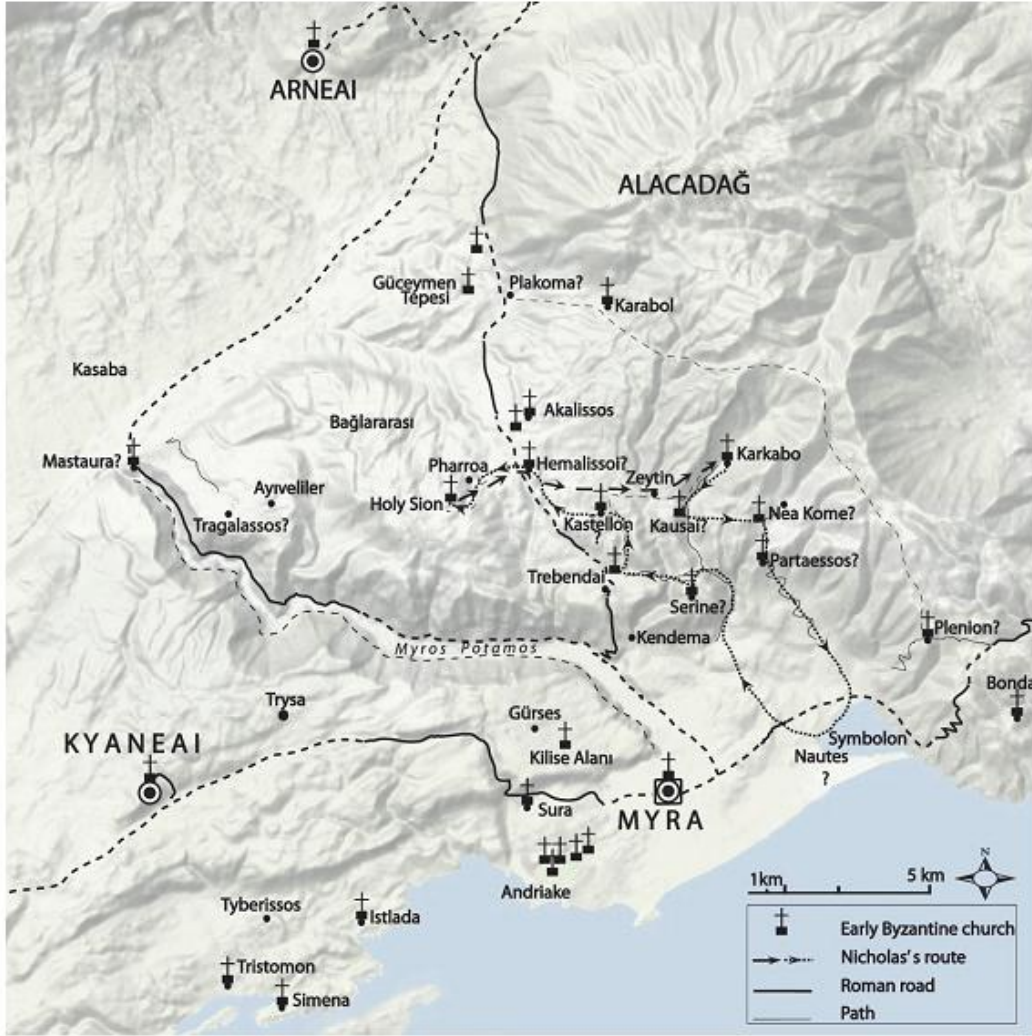 ARNEAI
ALACADAĞ
Güceymen
Tepesi
Plakoma?
Karabol
Kasaba
Akalissos
Bağlararası
Mastaura?
Pharroa
Hemalissoi?
Karkabo
Zeytin
Ayıveliler
Holy Sion
Tragalassos?
Kastellon
?
Kausai?
Nea Kome?
Partaessos?
Trebendai
Serine?
Kendema
Plenion?
Myros Potamos
Bonda
Trysa
Gürses
KYANEAI
Kilise Alanı
Symbolon
Nautes
?
Sura
MYRA
Andriake
1km
5 km
N
Tyberissos
Istlada
Tristomon
Simena
Early Byzantine church
Nicholas's route
Roman road
Path